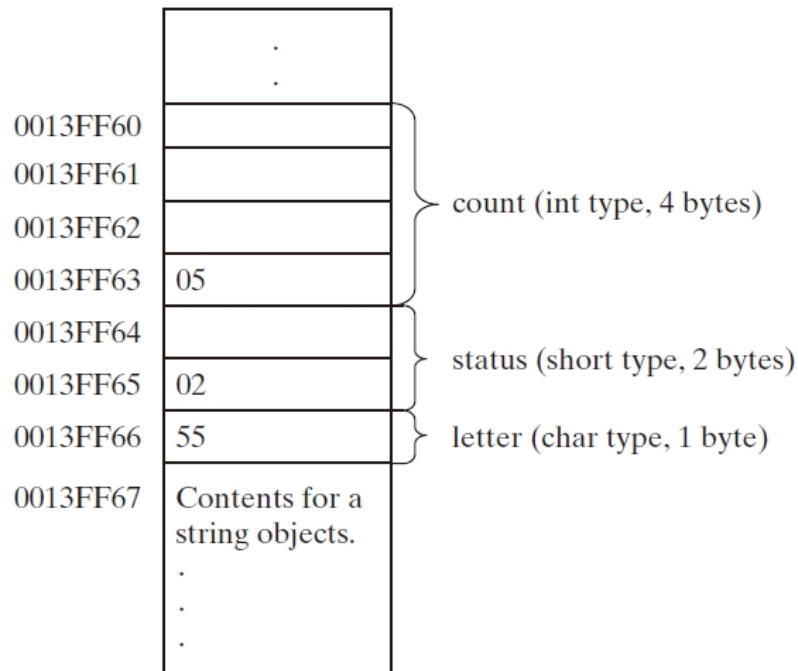 0013FF60
0013FF61
count (int type, 4 bytes)
0013FF62
0013FF63 05
0013FF64
status (short type, 2 bytes)
0013FF65 02
0013FF66 55 letter (char type, 1 byte)
0013FF67 Contents for a
string objects.